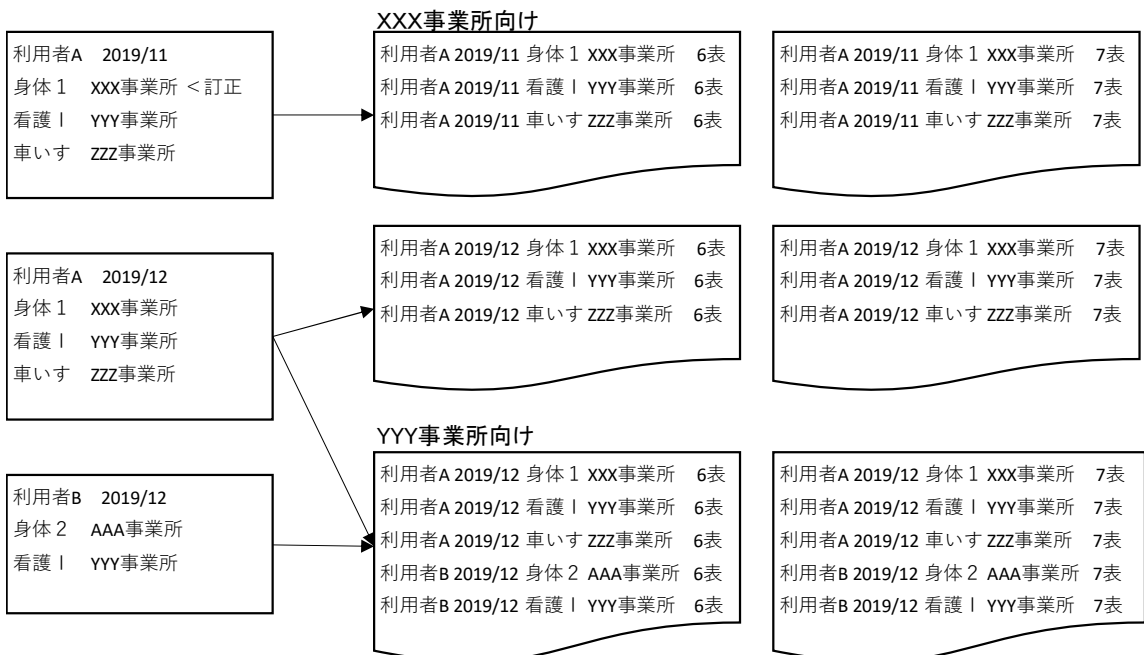 XXX事業所向け
利用者A 2019/11
身体１ XXX事業所 ＜訂正
看護Ⅰ YYY事業所
車いす ZZZ事業所
利用者A 2019/11 身体１ XXX事業所 6表
利用者A 2019/11 看護Ⅰ YYY事業所 6表
利用者A 2019/11 車いす ZZZ事業所 6表
利用者A 2019/11 身体１ XXX事業所 7表
利用者A 2019/11 看護Ⅰ YYY事業所 7表
利用者A 2019/11 車いす ZZZ事業所 7表
利用者A 2019/12
身体１ XXX事業所
看護Ⅰ YYY事業所
車いす ZZZ事業所
利用者A 2019/12 身体１ XXX事業所 6表
利用者A 2019/12 看護Ⅰ YYY事業所 6表
利用者A 2019/12 車いす ZZZ事業所 6表
利用者A 2019/12 身体１ XXX事業所 7表
利用者A 2019/12 看護Ⅰ YYY事業所 7表
利用者A 2019/12 車いす ZZZ事業所 7表
YYY事業所向け
利用者B 2019/12
身体２ AAA事業所
看護Ⅰ YYY事業所
利用者A 2019/12 身体１ XXX事業所 6表
利用者A 2019/12 看護Ⅰ YYY事業所 6表
利用者A 2019/12 車いす ZZZ事業所 6表
利用者B 2019/12 身体２ AAA事業所 6表
利用者B 2019/12 看護Ⅰ YYY事業所 6表
利用者A 2019/12 身体１ XXX事業所 7表
利用者A 2019/12 看護Ⅰ YYY事業所 7表
利用者A 2019/12 車いす ZZZ事業所 7表
利用者B 2019/12 身体２ AAA事業所 7表
利用者B 2019/12 看護Ⅰ YYY事業所 7表